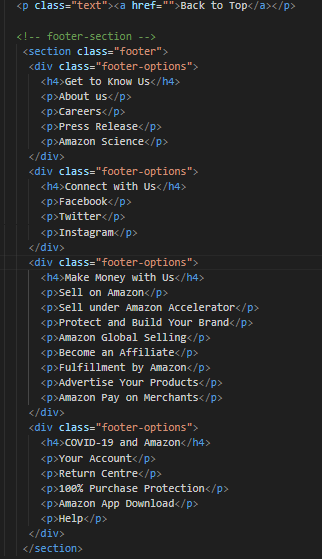 <p class="text"><a href="">Back to Top</a></p>
<!-- footer-section -->
<section class="footer">
<div class="footer-options">
<h4>Get to Know Us</h4>
<p>About us</p>
<p>Careers</p>
<p>Press Release</p>
<p>Amazon Science</p>
</div>
<div class="footer-options">
<h4>Connect with Us</h4>
<p>Facebook</p>
<p>Twitter</p>
<p>Instagram</p>
</div>
<div class="footer-options">
<h4>Make Money with Us</h4>
<p>Sell on Amazon</p>
<p>Sell under Amazon Accelerator</p>
<p>Protect and Build Your Brand</p>
<p>Amazon Global Selling</p>
<p>Become an Affiliate</p>
<p>Fulfillment by Amazon</p>
<p>Advertise Your Products</p>
<p>Amazon Pay on Merchants</p>
</div>
<div class="footer-options">
<h4>COVID-19 and Amazon</h4>
<p>Your Account</p>
<p>Return Centre</p>
<p>100% Purchase Protection</p>
<p>Amazon App Download</p>
<p>Help</p>
</div>
</section>